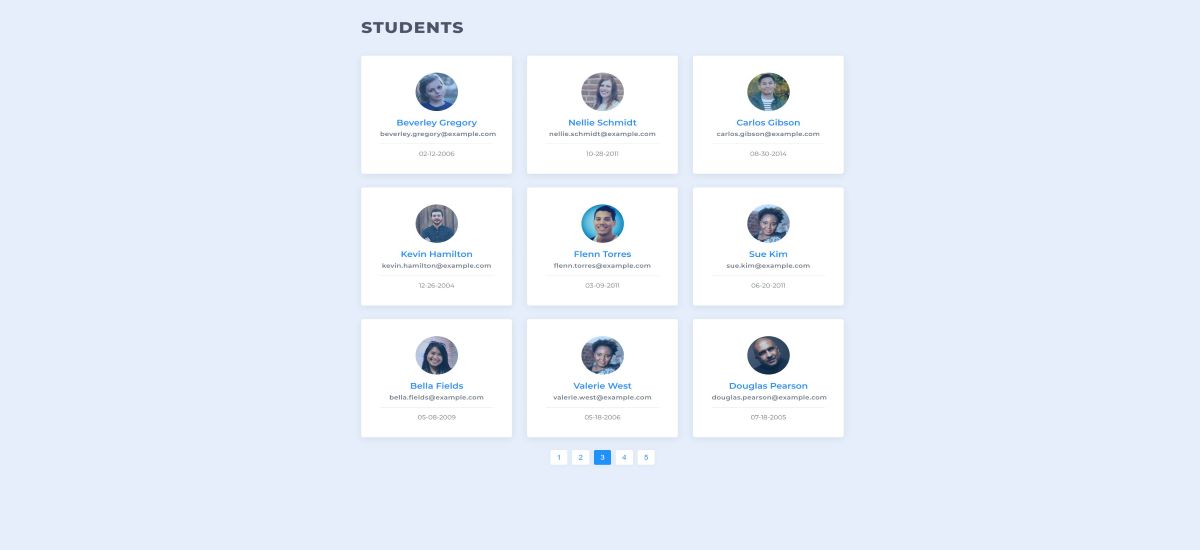 STUDENTS
Beverley Gregory
beverley.gregory@example.com
02-12-2006
Nellie Schmidt
nellie.schmidt@example.com
10-28-2011
Carlos Gibson
carlos.gibson@example.com
08-30-2014
Kevin Hamilton
kevin.hamilton@example.com
12-26-2004
Flenn Torres
flenn.torres@example.com
03-09-2011
Sue Kim
sue.kim@example.com
06-20-2011
Bella Fields
bella.fields@example.com
05-08-2009
Valerie West
valerie.west@example.com
05-18-2006
Douglas Pearson
douglas.pearson@example.com
07-18-2005
1 2 3 4 5